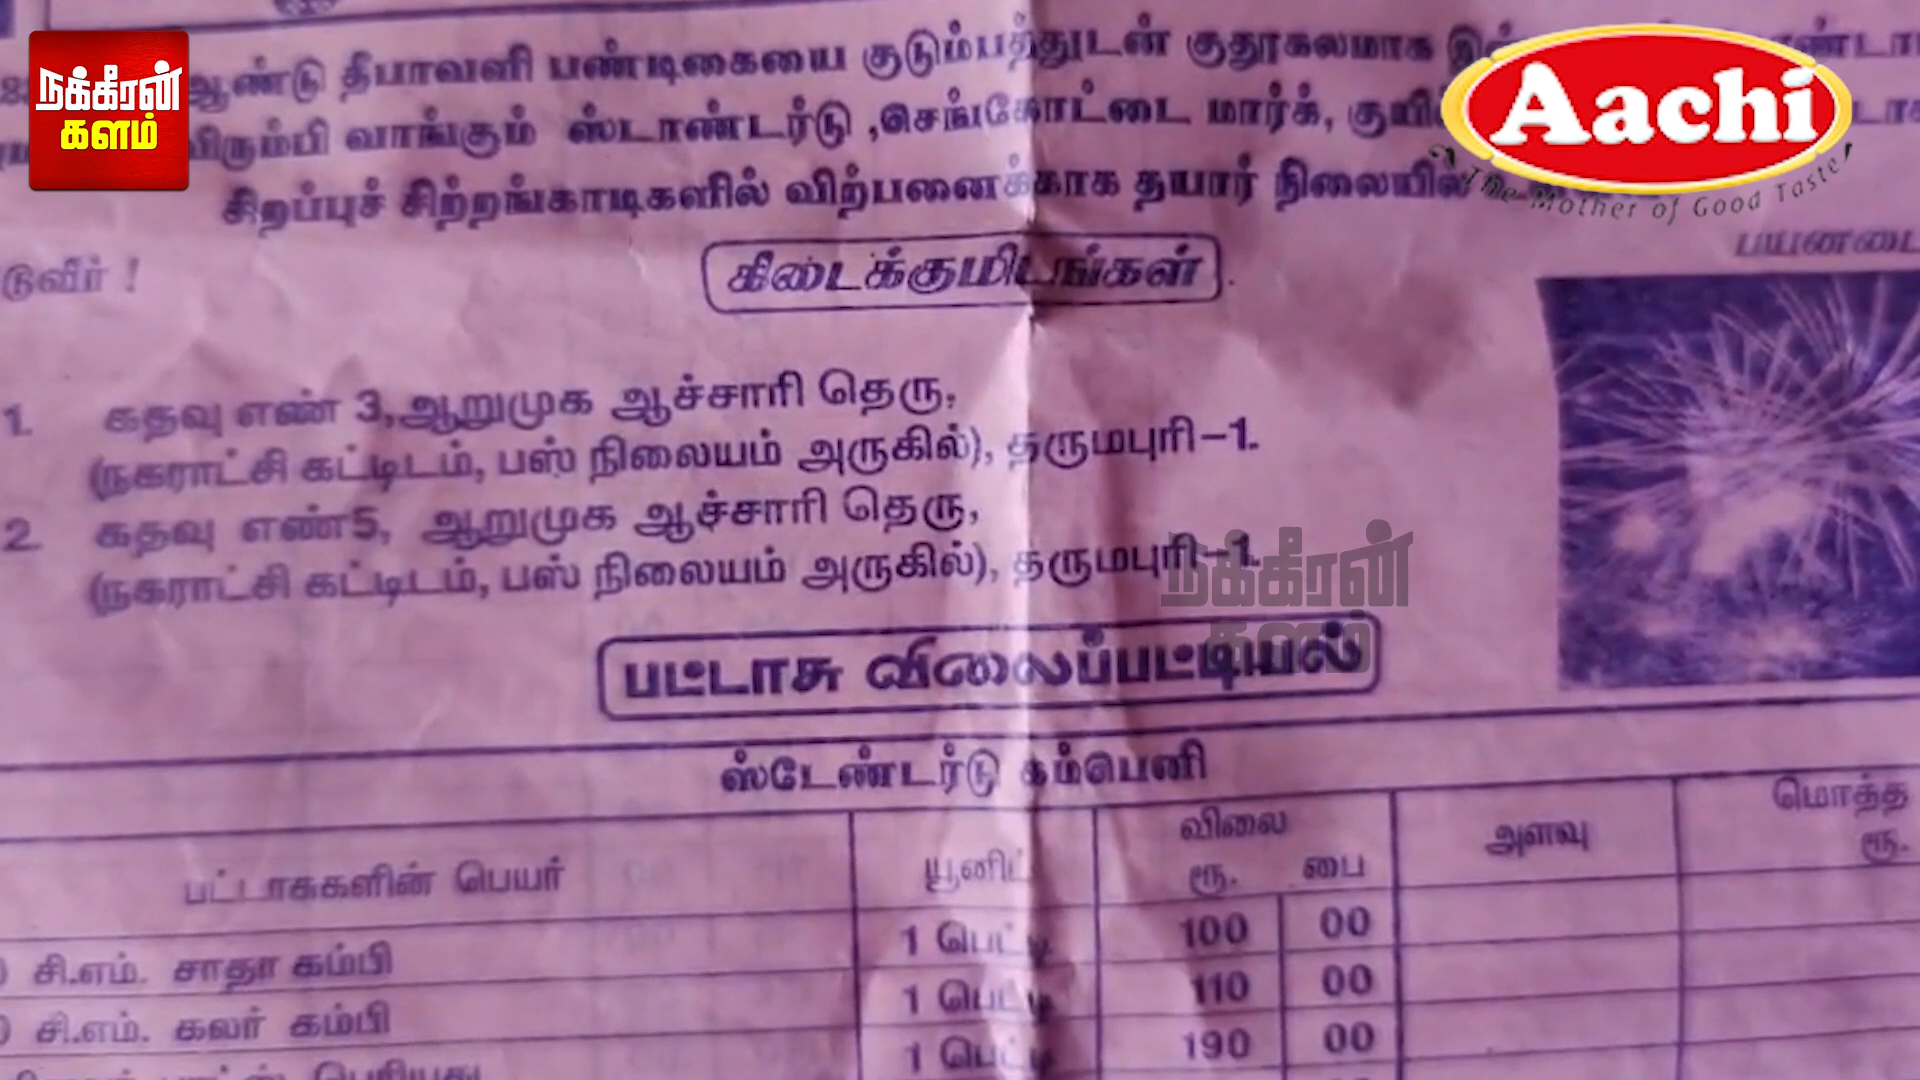 நக்கீரன்
களம்
Aachi
The Mother of Good Taste
ஆண்டு தீபாவளி பண்டிகையை குடும்பத்துடன் குதூகலமாக
விரும்பி வாங்கும் ஸ்டாண்டர்டு ,செங்கோட்டை மார்க்,
சிறப்புச் சிற்றங்காடிகளில் விற்பனைக்காக தயார் நிலையில்
டுவீர் !
கிடைக்குமிடங்கள்
1. கதவு எண் 3,ஆறுமுக ஆச்சாரி தெரு,
(நகராட்சி கட்டிடம், பஸ் நிலையம் அருகில்), தருமபுரி-1.
2. கதவு எண்5, ஆறுமுக ஆச்சாரி தெரு,
(நகராட்சி கட்டிடம், பஸ் நிலையம் அருகில்), தருமபுரி-1.
நக்கீரன்
களம்
பட்டாசு விலைப்பட்டியல்
ஸ்டேண்டர்டு கம்பெனி
பட்டாசுகளின் பெயர் யூனிட் விலை ரூ. பை அளவு மொத்த ரூ.
சி.எம். சாதா கம்பி 1 பெட்டி 100 00
சி.எம். கலர் கம்பி 1 பெட்டி 110 00
1 பெட்டி 190 00